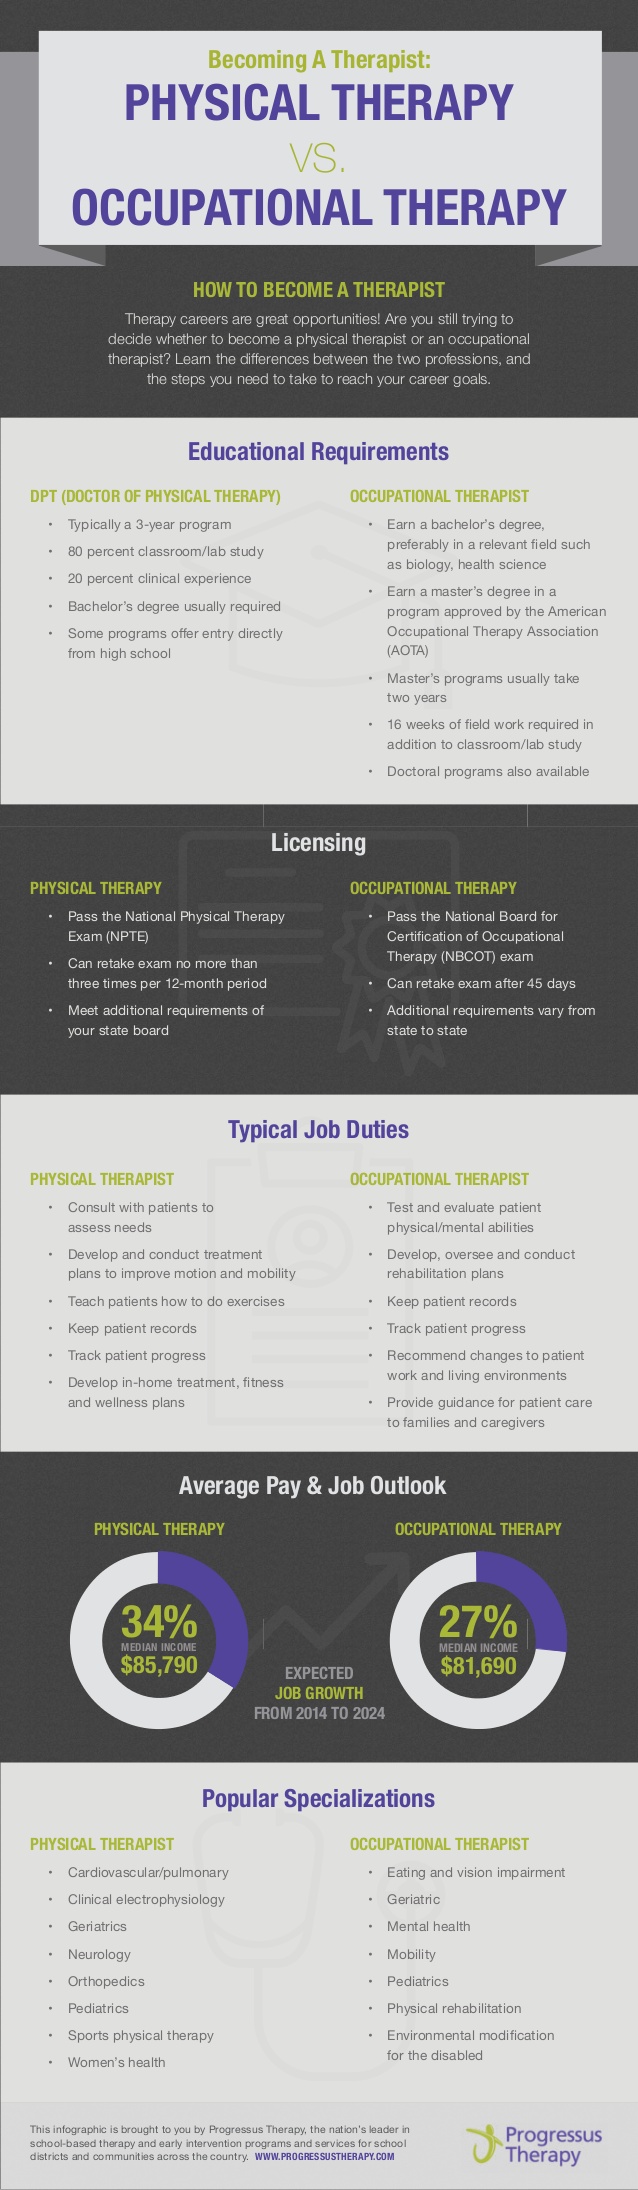 Becoming A Therapist:
PHYSICAL THERAPY
VS.
OCCUPATIONAL THERAPY
HOW TO BECOME A THERAPIST
Therapy careers are great opportunities! Are you still trying to
decide whether to become a physical therapist or an occupational
therapist? Learn the differences between the two professions, and
the steps you need to take to reach your career goals.
Educational Requirements
DPT (DOCTOR OF PHYSICAL THERAPY)
• Typically a 3-year program
• 80 percent classroom/lab study
• 20 percent clinical experience
• Bachelor's degree usually required
• Some programs offer entry directly
from high school
OCCUPATIONAL THERAPIST
• Earn a bachelor's degree,
preferably in a relevant field such
as biology, health science
• Earn a master's degree in a
program approved by the American
Occupational Therapy Association
(AOTA)
• Master's programs usually take
two years
• 16 weeks of field work required in
addition to classroom/lab study
• Doctoral programs also available
Licensing
PHYSICAL THERAPY
• Pass the National Physical Therapy
Exam (NPTE)
• Can retake exam no more than
three times per 12-month period
• Meet additional requirements of
your state board
OCCUPATIONAL THERAPY
• Pass the National Board for
Certification of Occupational
Therapy (NBCOT) exam
• Can retake exam after 45 days
• Additional requirements vary from
state to state
Typical Job Duties
PHYSICAL THERAPIST
• Consult with patients to
assess needs
• Develop and conduct treatment
plans to improve motion and mobility
• Teach patients how to do exercises
• Keep patient records
• Track patient progress
• Develop in-home treatment, fitness
and wellness plans
OCCUPATIONAL THERAPIST
• Test and evaluate patient
physical/mental abilities
• Develop, oversee and conduct
rehabilitation plans
• Keep patient records
• Track patient progress
• Recommend changes to patient
work and living environments
• Provide guidance for patient care
to families and caregivers
Average Pay & Job Outlook
PHYSICAL THERAPY
34%
MEDIAN INCOME
$85,790
EXPECTED
JOB GROWTH
FROM 2014 TO 2024
OCCUPATIONAL THERAPY
27%
MEDIAN INCOME
$81,690
Popular Specializations
PHYSICAL THERAPIST
• Cardiovascular/pulmonary
• Clinical electrophysiology
• Geriatrics
• Neurology
• Orthopedics
• Pediatrics
• Sports physical therapy
• Women's health
OCCUPATIONAL THERAPIST
• Eating and vision impairment
• Geriatric
• Mental health
• Mobility
• Pediatrics
• Physical rehabilitation
• Environmental modification
for the disabled
This infographic is brought to you by Progressus Therapy, the nation's leader in
school-based therapy and early intervention programs and services for school
districts and communities across the country. WWW.PROGRESSUSTHERAPY.COM
Progressus
Therapy